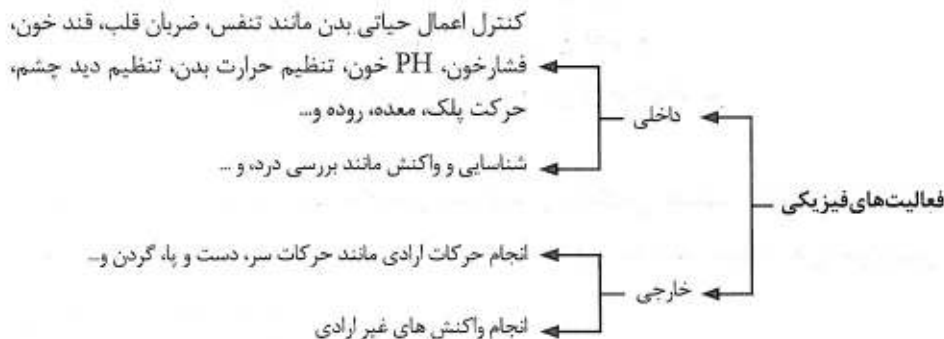 کنترل اعمال حیاتی بدن مانند تنفس، ضربان قلب، قند خون،
فشارخون، PH خون، تنظیم حرارت بدن، تنظیم دید چشم،
حرکت پلک، معده، روده و...
داخلی
شناسایی و واکنش مانند بررسی درد، و ...
فعالیت‌های‌فیزیکی
انجام حرکات ارادی مانند حرکات سر، دست و پا، گردن و...
خارجی
انجام واکنش های غیر ارادی